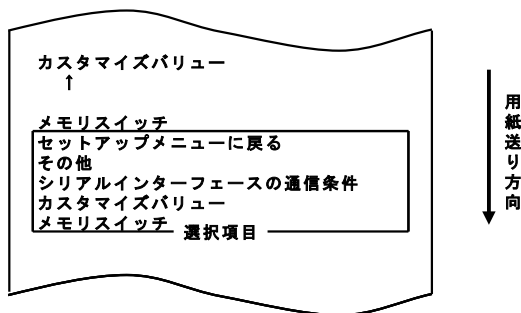 カスタマイズバリュー
↑
メモリスイッチ
セットアップメニューに戻る
その他
シリアルインターフェースの通信条件
カスタマイズバリュー
メモリスイッチ
選択項目
用紙送り方向